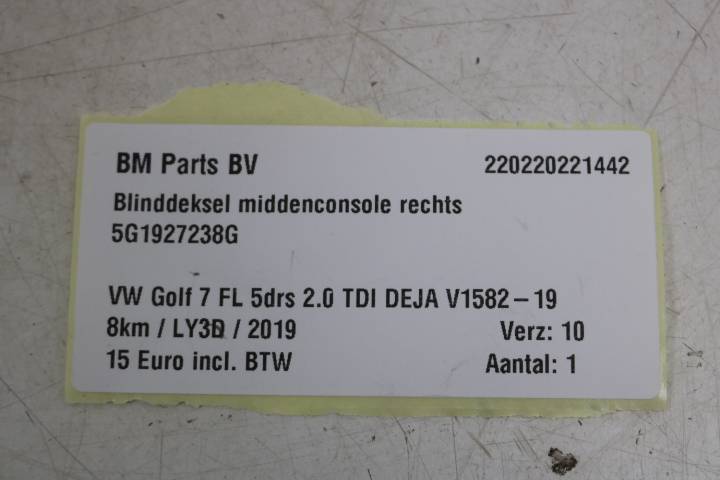 BM Parts BV 220220221442
Blinddeksel middenconsole rechts
5G1927238G
VW Golf 7 FL 5drs 2.0 TDI DEJA V1582-19
8km / LY3D / 2019 Verz: 10
15 Euro incl. BTW Aantal: 1